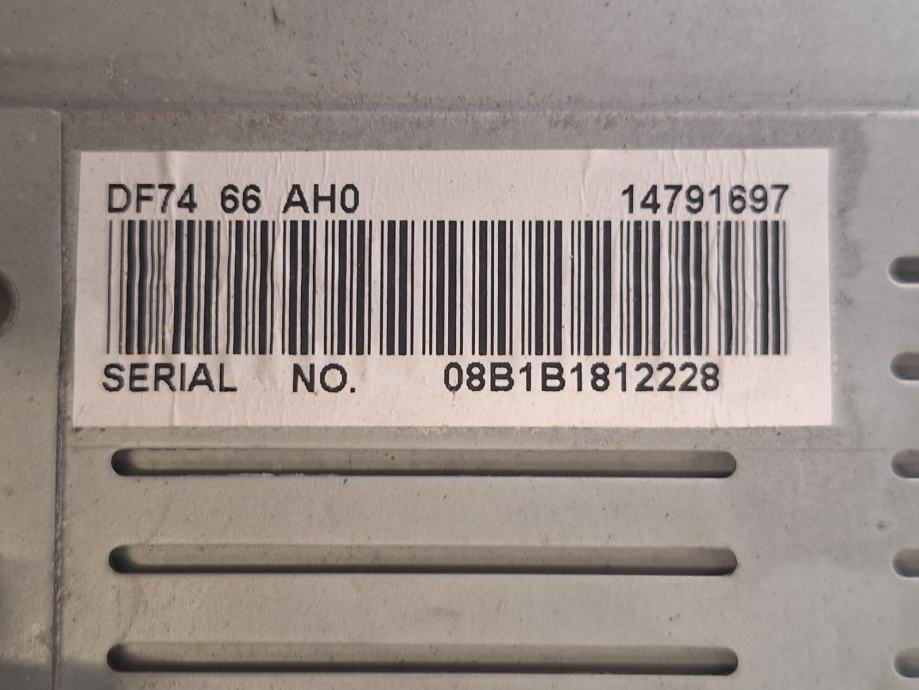 DF74 66 AH0 14791697
SERIAL NO. 08B1B1812228